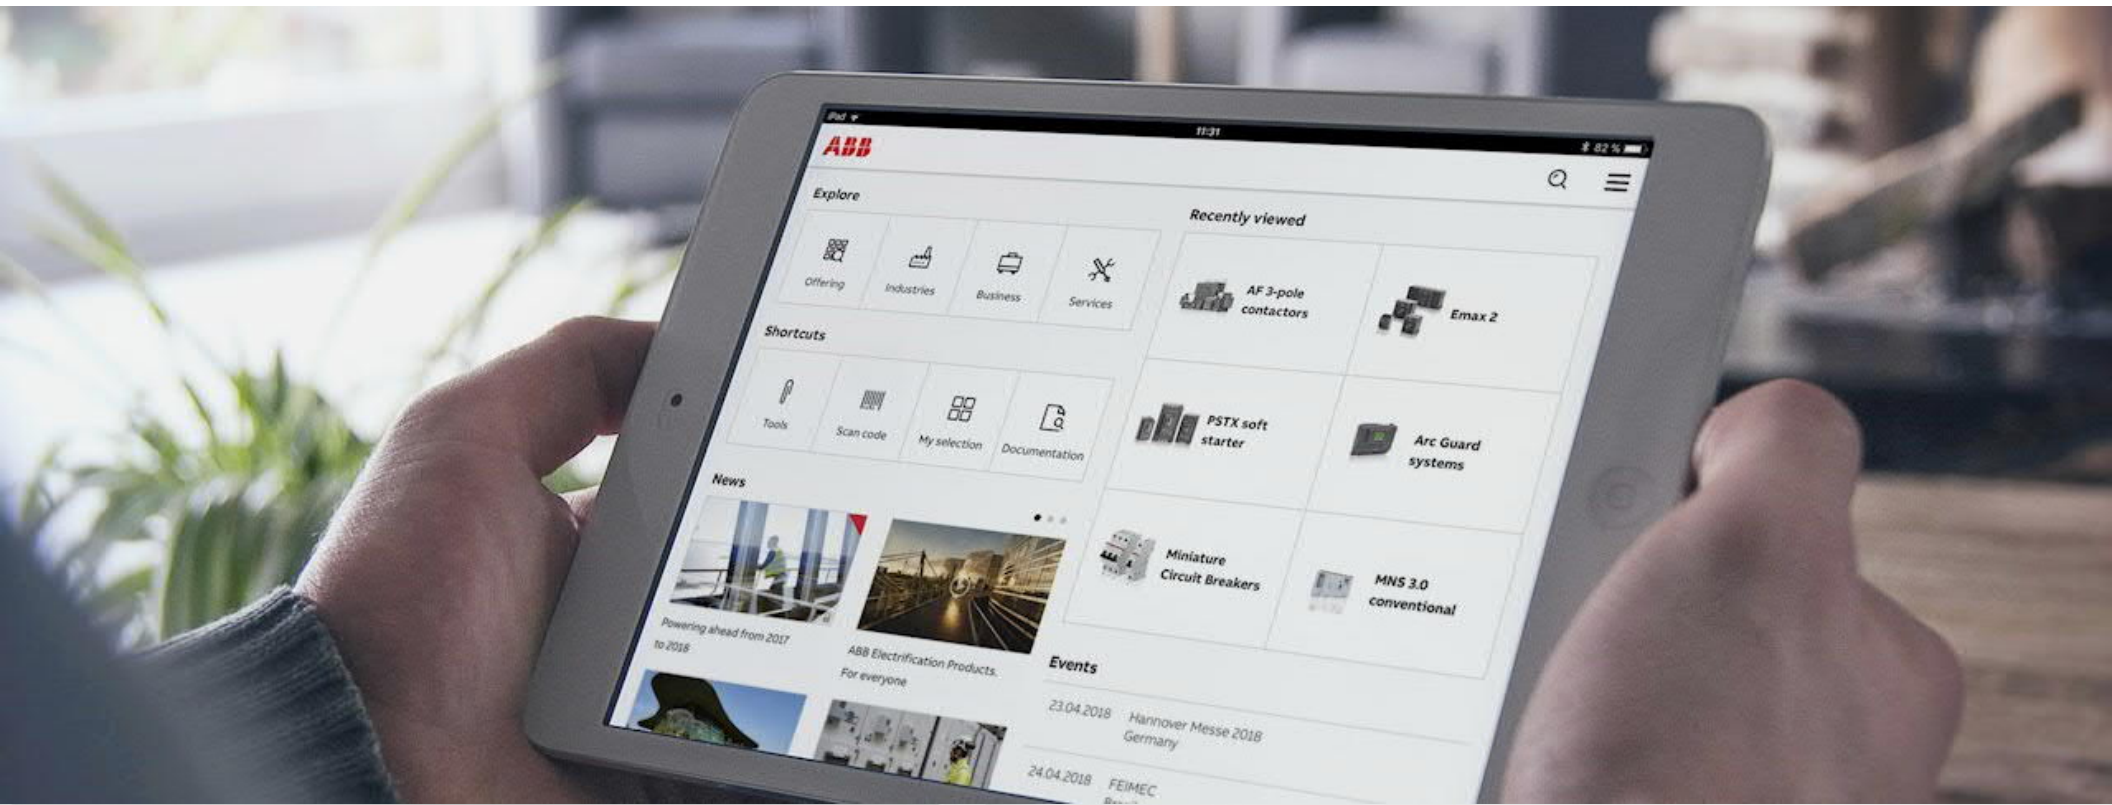 iPad
11:31
82 %
ABB
Explore
Offering
Industries
Business
Services
Shortcuts
Tools
Scan code
My selection
Documentation
News
Powering ahead from 2017
to 2018
ABB Electrification Products.
For everyone
Recently viewed
AF 3-pole
contactors
Emax 2
PSTX soft
starter
Arc Guard
systems
Miniature
Circuit Breakers
MNS 3.0
conventional
Events
23.04.2018 Hannover Messe 2018
Germany
24.04.2018 FEIMEC